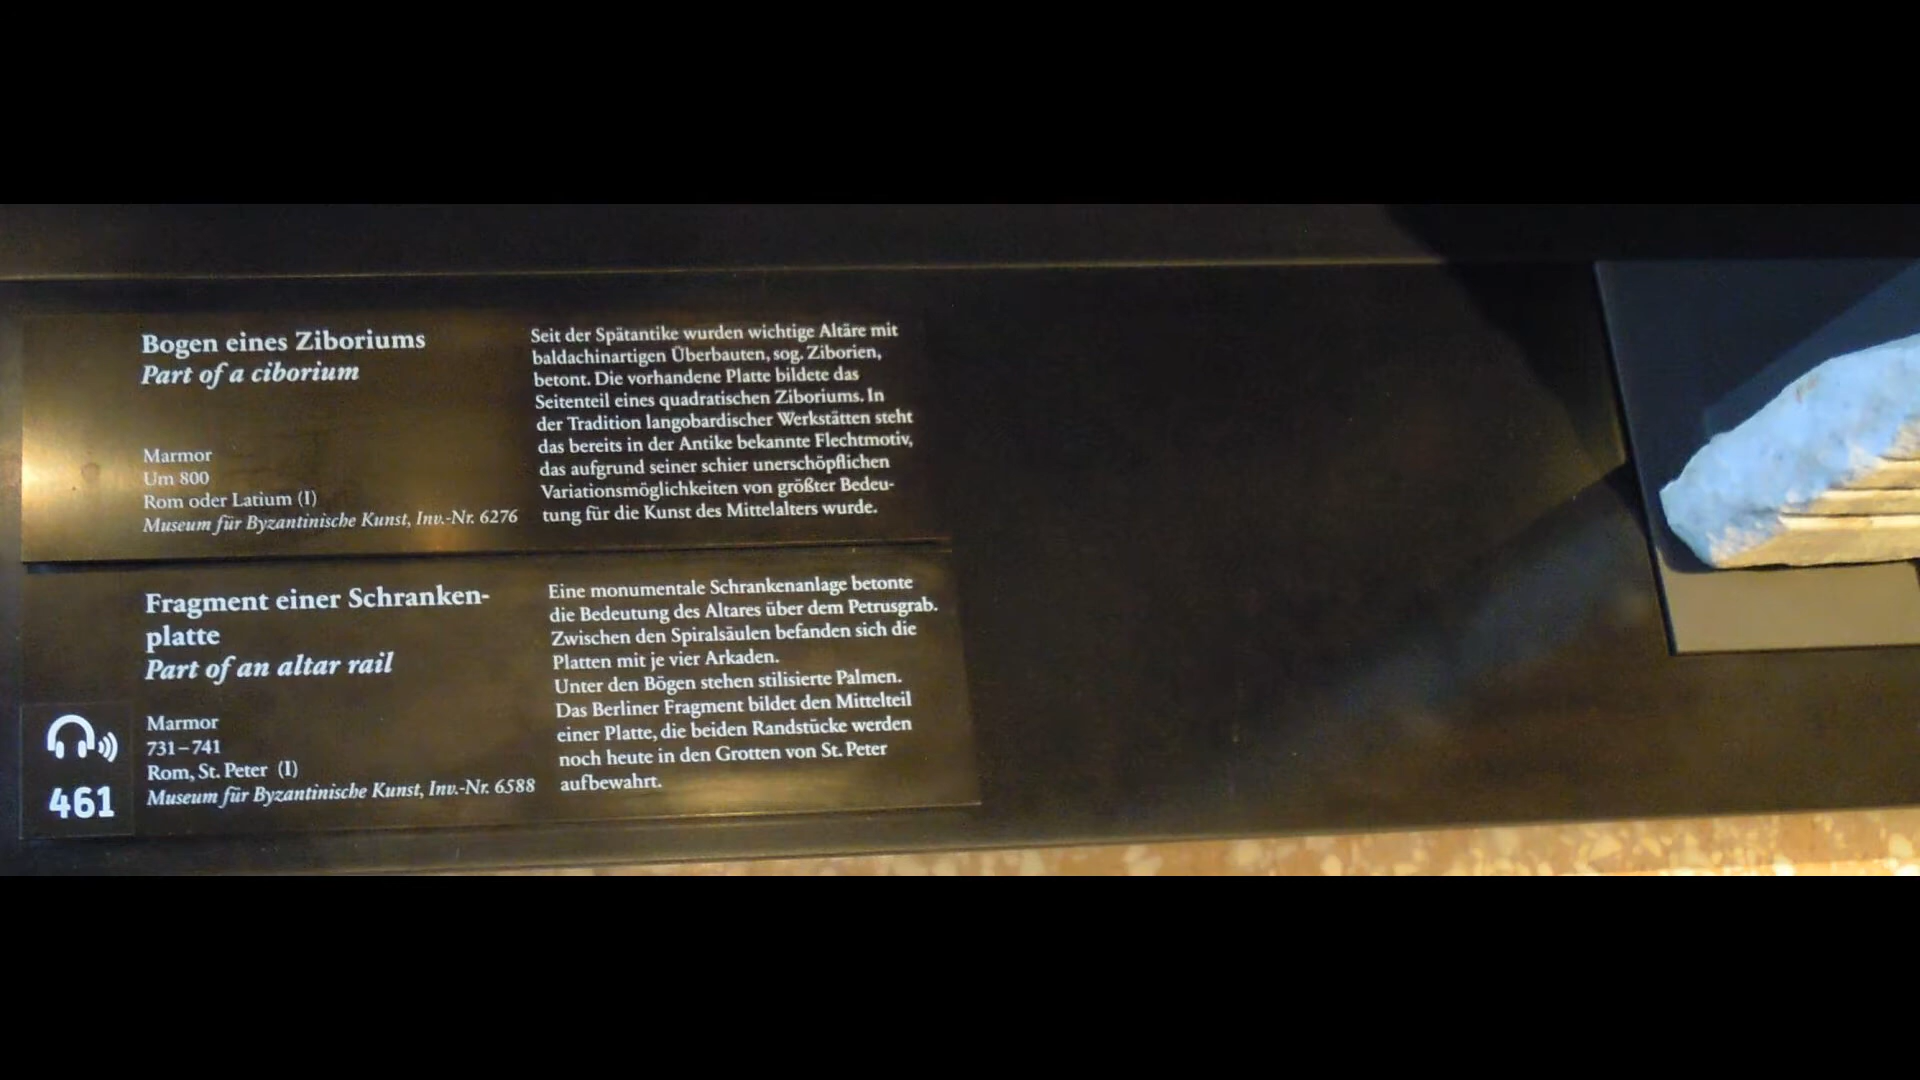 Bogen eines Ziboriums
Part of a ciborium
Marmor
Um 800
Rom oder Latium (I)
Museum für Byzantinische Kunst, Inv.-Nr. 6276
Seit der Spätantike wurden wichtige Altäre mit
baldachinartigen Überbauten, sog. Ziborien,
betont. Die vorhandene Platte bildete das
Seitenteil eines quadratischen Ziboriums. In
der Tradition langobardischer Werkstätten steht
das bereits in der Antike bekannte Flechtmotiv,
das aufgrund seiner schier unerschöpflichen
Variationsmöglichkeiten von größter Bedeu-
tung für die Kunst des Mittelalters wurde.
Fragment einer Schranken-
platte
Part of an altar rail
Marmor
731–741
Rom, St. Peter (I)
Museum für Byzantinische Kunst, Inv.-Nr. 6588
461
Eine monumentale Schrankenanlage betonte
die Bedeutung des Altares über dem Petrusgrab.
Zwischen den Spiralsäulen befanden sich die
Platten mit je vier Arkaden.
Unter den Bögen stehen stilisierte Palmen.
Das Berliner Fragment bildet den Mittelteil
einer Platte, die beiden Randstücke werden
noch heute in den Grotten von St. Peter
aufbewahrt.